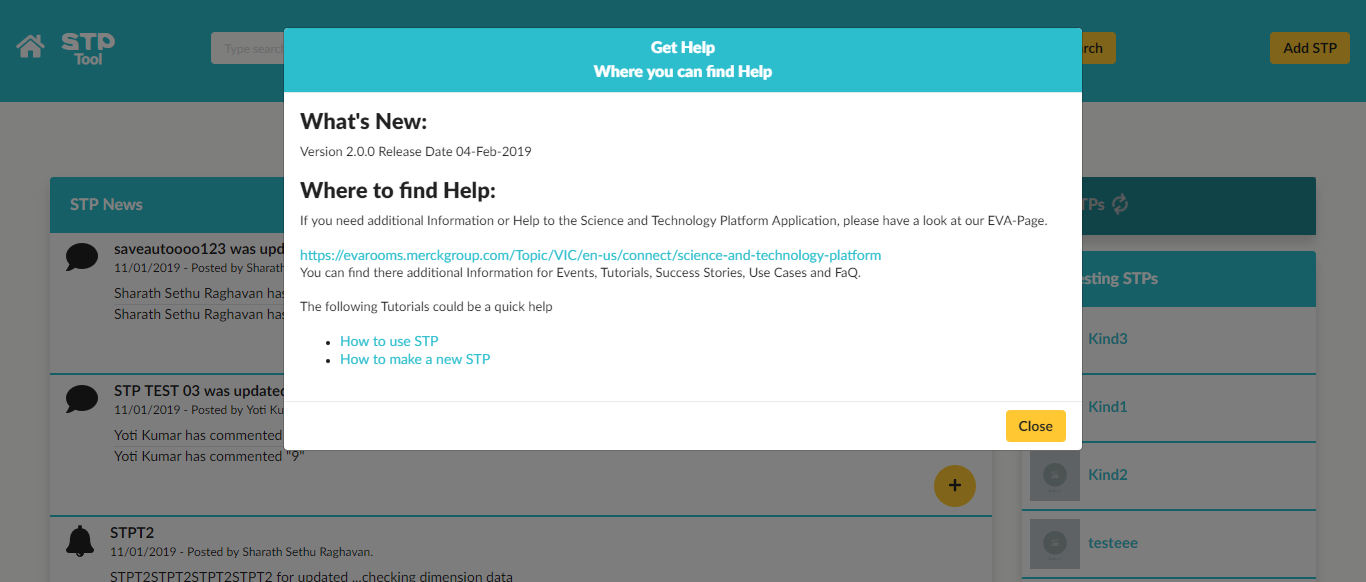 STP
Tool
Type search
rch
Add STP
Get Help
Where you can find Help
What's New:
Version 2.0.0 Release Date 04-Feb-2019
Where to find Help:
If you need additional Information or Help to the Science and Technology Platform Application, please have a look at our EVA-Page.
https://evarooms.merckgroup.com/Topic/VIC/en-us/connect/science-and-technology-platform
You can find there additional Information for Events, Tutorials, Success Stories, Use Cases and FaQ.
The following Tutorials could be a quick help
How to use STP
How to make a new STP
Close
STP News
saveautoooo123 was upd
11/01/2019 - Posted by Sharath
Sharath Sethu Raghavan has
Sharath Sethu Raghavan has
STP TEST 03 was updated
11/01/2019 - Posted by Yoti Ku
Yoti Kumar has commented
Yoti Kumar has commented "9"
+
STPT2
11/01/2019 - Posted by Sharath Sethu Raghavan.
STPT2STPT2STPT2STPT2 for updated ...checking dimension data
TPs
esting STPs
Kind3
Kind1
Kind2
testeee